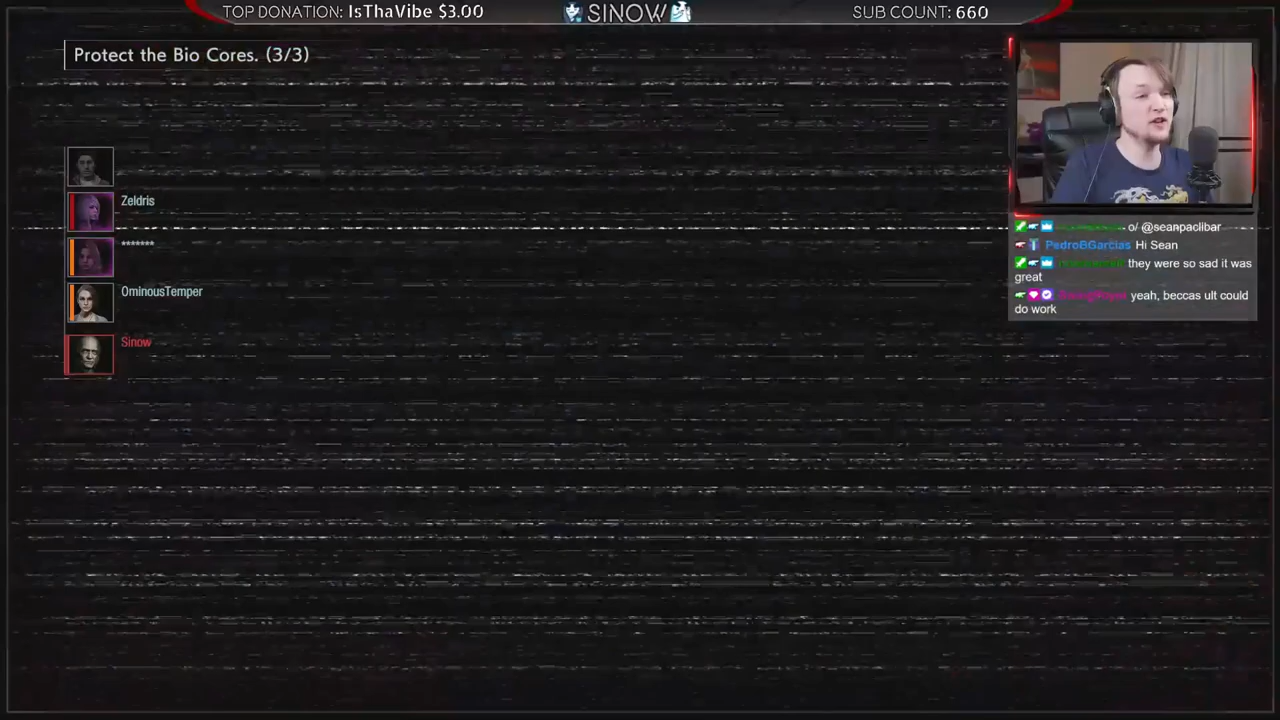 TOP DONATION: IsThaVibe $3.00
SINOW
SUB COUNT: 660
Protect the Bio Cores. (3/3)
Zeldris
*******
OminousTemper
Sinow
o/ @seanpaclibar
PedroBGarcias Hi Sean
they were so sad it was
great
yeah, beccas ult could
do work